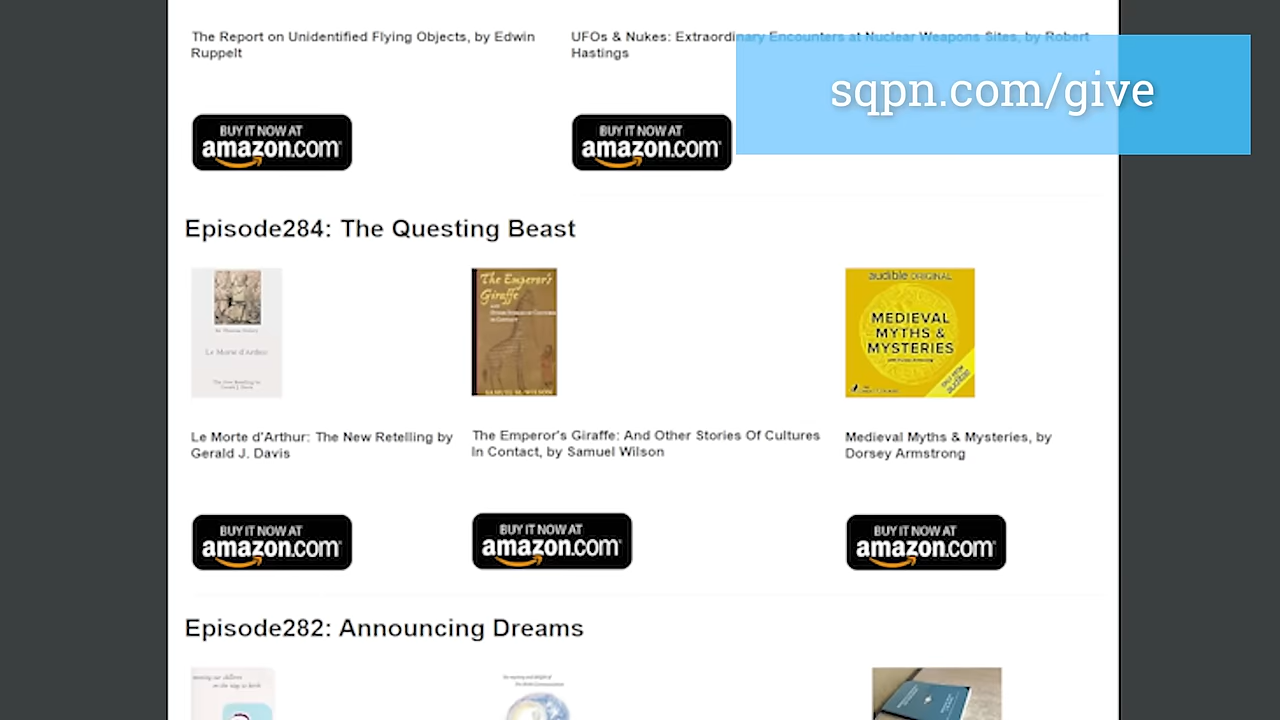 The Report on Unidentified Flying Objects, by Edwin
Ruppelt
UFOs & Nukes: Extraordinary Encounters at Nuclear Weapons Sites, by Robert
Hastings
sqpn.com/give
BUY IT NOW AT
amazon.com
BUY IT NOW AT
amazon.com
Episode284: The Questing Beast
Le Morte d'Arthur
The Emperor's
Giraffe
audible ORIGINAL
MEDIEVAL
MYTHS &
MYSTERIES
Le Morte d'Arthur: The New Retelling by
Gerald J. Davis
The Emperor's Giraffe: And Other Stories Of Cultures
In Contact, by Samuel Wilson
Medieval Myths & Mysteries, by
Dorsey Armstrong
BUY IT NOW AT
amazon.com
BUY IT NOW AT
amazon.com
BUY IT NOW AT
amazon.com
Episode282: Announcing Dreams